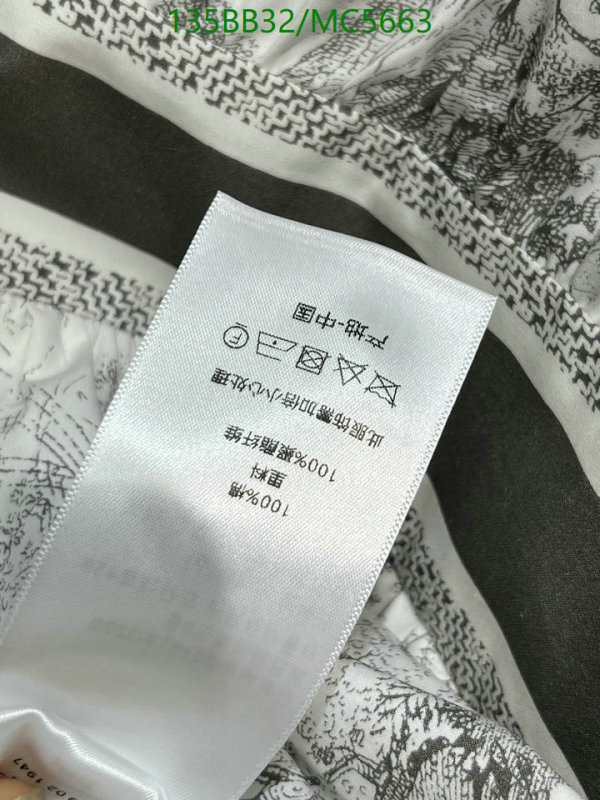 135BB32/MC5663
100%棉
里料
100%聚酯纤维
此服饰需加倍小心处理
产地-中国